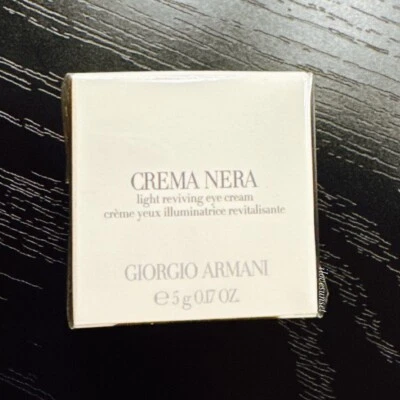 CREMA NERA
light reviving eye cream
crème yeux illuminatrice revitalisante
GIORGIO ARMANI
℮5 g 0.17 OZ.